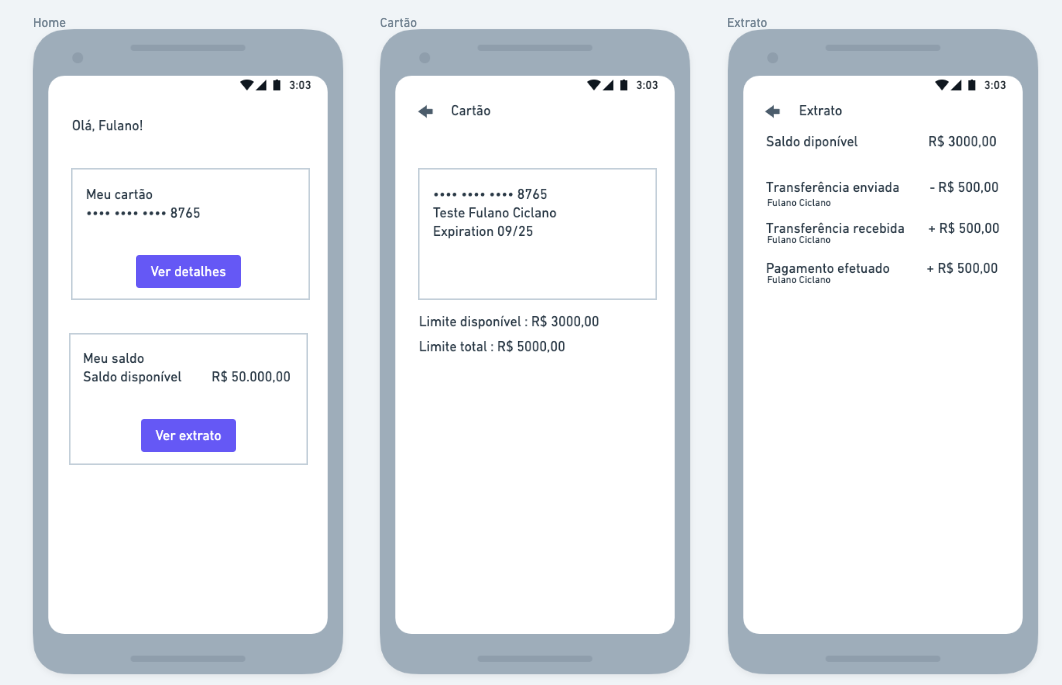 Home
3:03
Olá, Fulano!
Meu cartão
•••• •••• •••• 8765
Ver detalhes
Meu saldo
Saldo disponível R$ 50.000,00
Ver extrato
Cartão
3:03
Cartão
•••• •••• •••• 8765
Teste Fulano Ciclano
Expiration 09/25
Limite disponível : R$ 3000,00
Limite total : R$ 5000,00
Extrato
3:03
Extrato
Saldo diponível R$ 3000,00
Transferência enviada - R$ 500,00
Fulano Ciclano
Transferência recebida + R$ 500,00
Fulano Ciclano
Pagamento efetuado + R$ 500,00
Fulano Ciclano